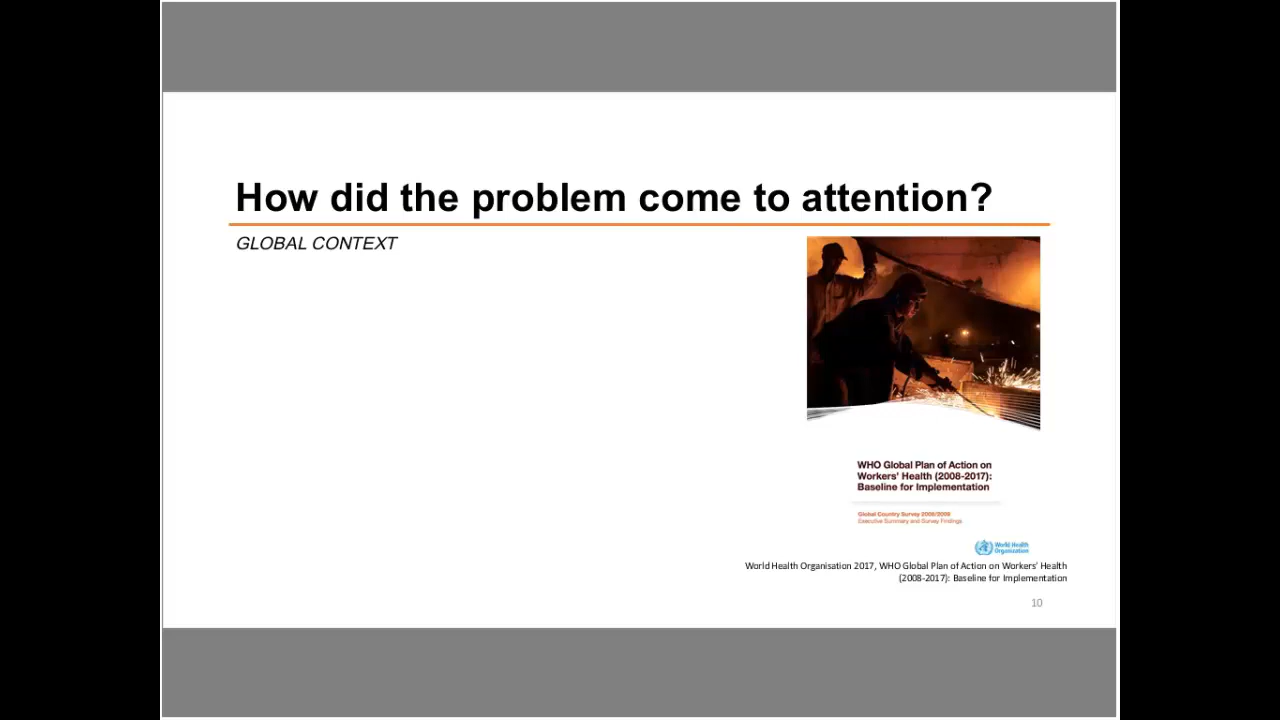 How did the problem come to attention?
GLOBAL CONTEXT
WHO Global Plan of Action on
Workers' Health (2008-2017):
Baseline for Implementation
Global Country Survey 2008/2009
Executive Summary and Survey Findings
World Health
Organisation
World Health Organisation 2017, WHO Global Plan of Action on Workers' Health
(2008-2017): Baseline for Implementation
10